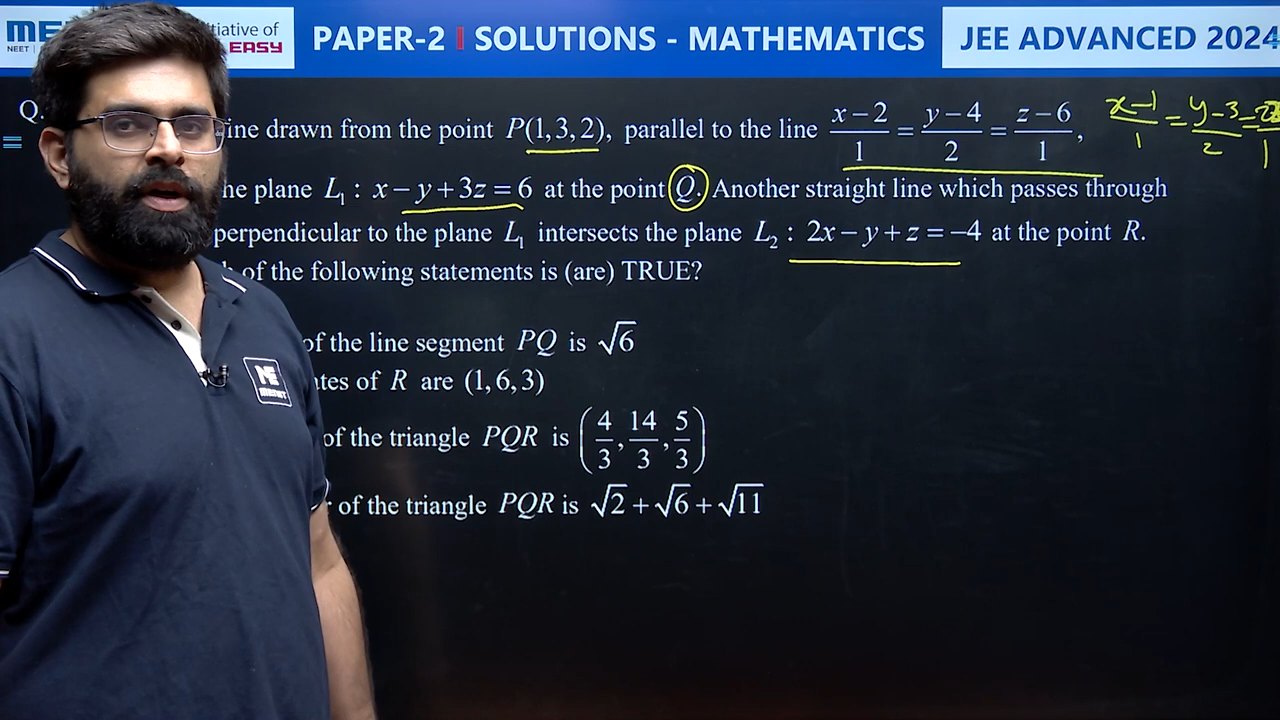 NEET
itiative of
EASY
PAPER-2 | SOLUTIONS - MATHEMATICS
JEE ADVANCED 2024
Q.
ine drawn from the point P(1,3,2), parallel to the line (x−2)/1 = (y−4)/2 = (z−6)/1,
x-1/1 = y-3/2 =
he plane L₁ : x − y + 3z = 6 at the point Q. Another straight line which passes through
perpendicular to the plane L₁ intersects the plane L₂ : 2x − y + z = −4 at the point R.
of the following statements is (are) TRUE?
of the line segment PQ is √6
tes of R are (1,6,3)
of the triangle PQR is (4/3, 14/3, 5/3)
of the triangle PQR is √2 + √6 + √11